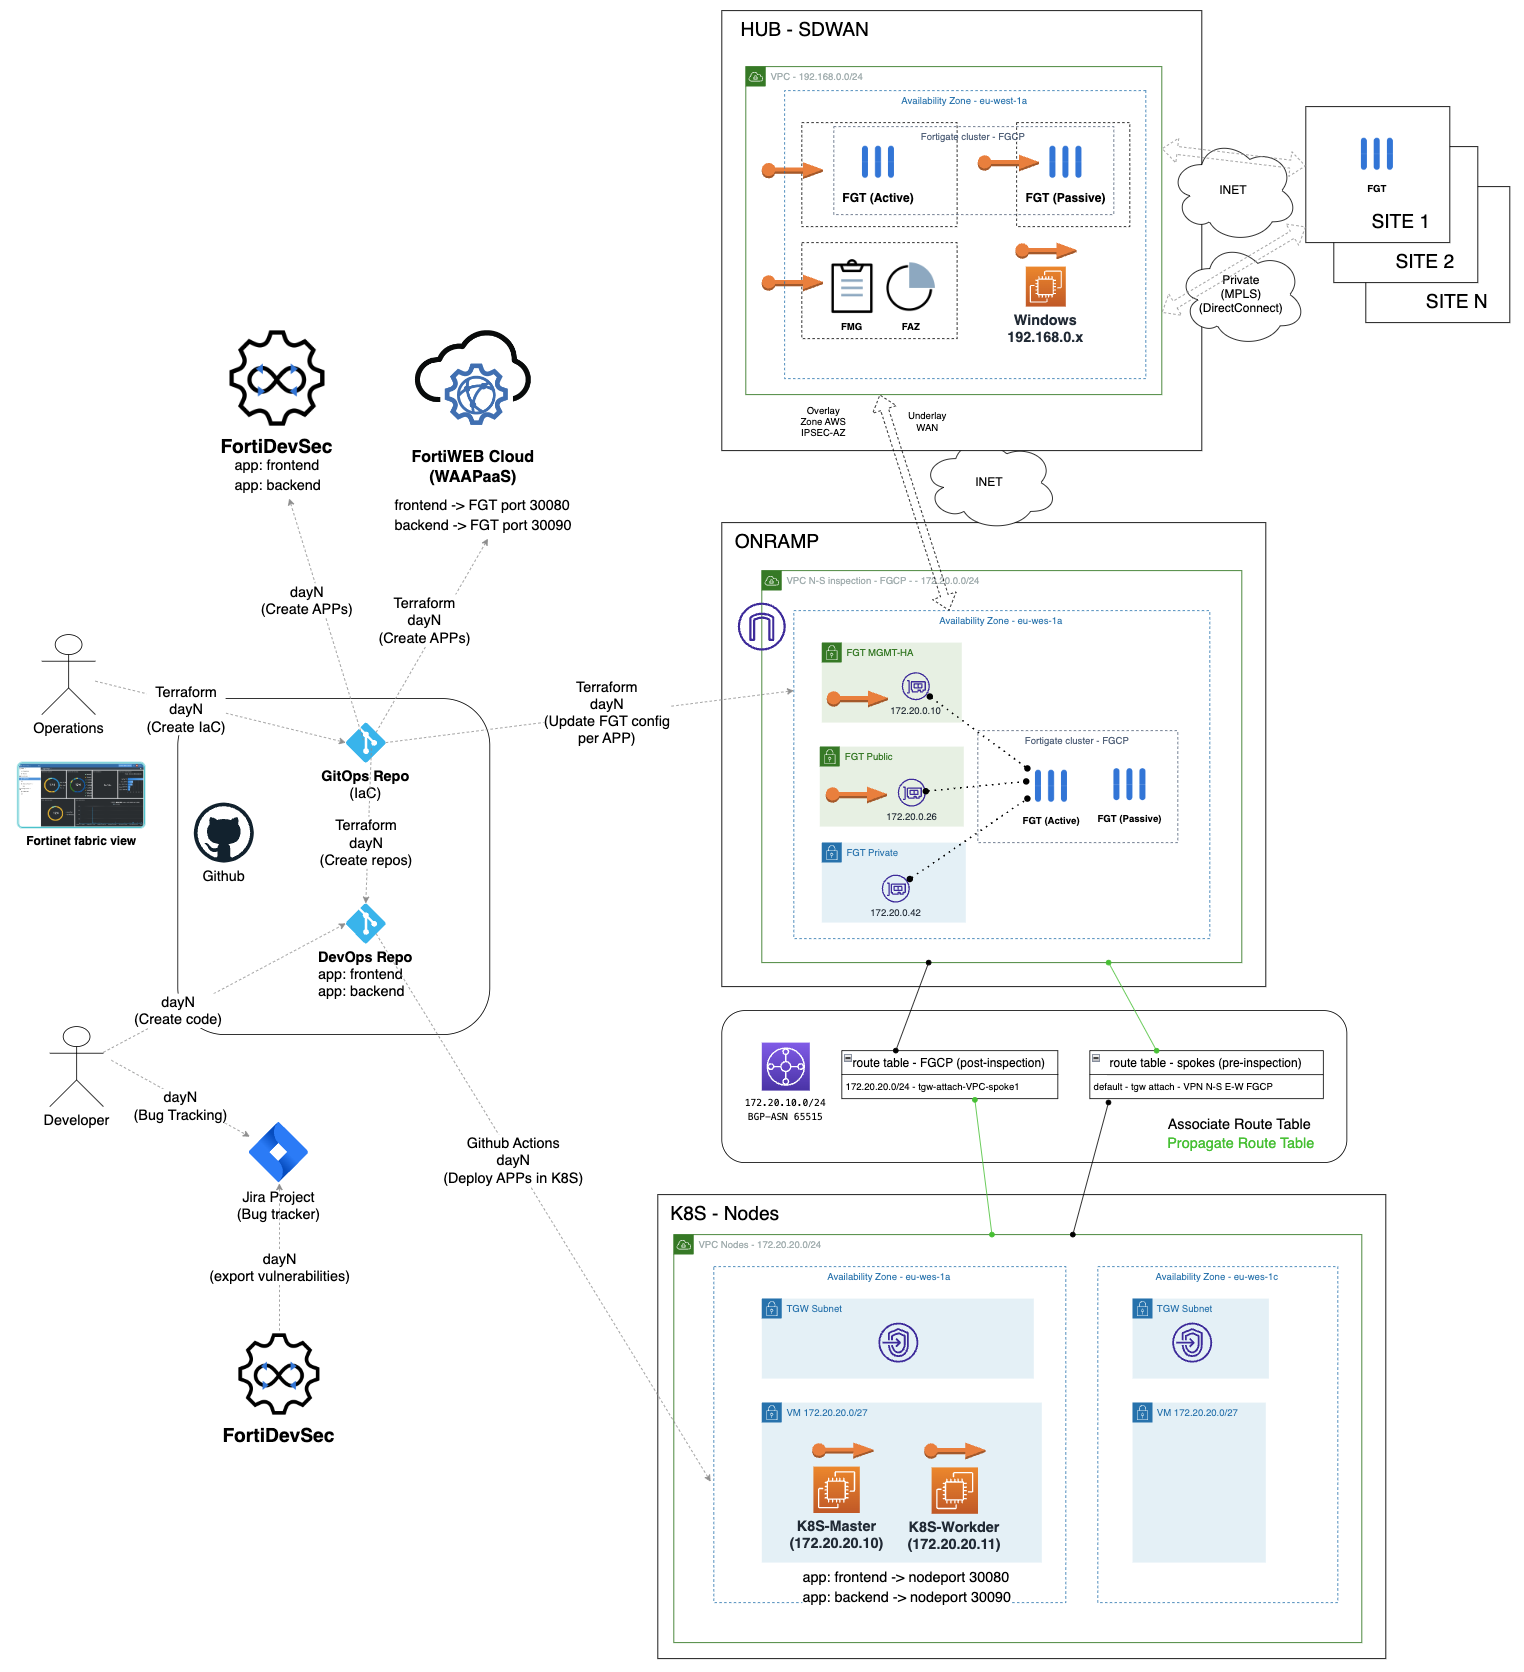 HUB - SDWAN
VPC - 192.168.0.0/24
Availability Zone - eu-west-1a
Fortigate cluster - FGCP
FGT (Active)
FGT (Passive)
FMG
FAZ
Windows
192.168.0.x
INET
FGT
SITE 1
SITE 2
SITE N
Private
(MPLS)
(DirectConnect)
Overlay
Zone AWS
IPSEC-AZ
Underlay
WAN
INET
FortiDevSec
app: frontend
app: backend
FortiWEB Cloud
(WAAPaaS)
frontend -> FGT port 30080
backend -> FGT port 30090
dayN
(Create APPs)
Terraform
dayN
(Create APPs)
Operations
Terraform
dayN
(Create IaC)
Terraform
dayN
(Update FGT config
per APP)
GitOps Repo
(IaC)
Fortinet fabric view
Github
Terraform
dayN
(Create repos)
DevOps Repo
app: frontend
app: backend
dayN
(Create code)
Developer
dayN
(Bug Tracking)
Jira Project
(Bug tracker)
dayN
(export vulnerabilities)
FortiDevSec
Github Actions
dayN
(Deploy APPs in K8S)
ONRAMP
VPC N-S inspection - FGCP - - 172.20.0.0/24
Availability Zone - eu-wes-1a
FGT MGMT-HA
172.20.0.10
FGT Public
172.20.0.26
FGT Private
172.20.0.42
Fortigate cluster - FGCP
FGT (Active)
FGT (Passive)
172.20.10.0/24
BGP-ASN 65515
route table - FGCP (post-inspection)
172.20.20.0/24 - tgw-attach-VPC-spoke1
route table - spokes (pre-inspection)
default - tgw attach - VPN N-S E-W FGCP
Associate Route Table
Propagate Route Table
K8S - Nodes
VPC Nodes - 172.20.20.0/24
Availability Zone - eu-wes-1a
TGW Subnet
VM 172.20.20.0/27
K8S-Master
(172.20.20.10)
K8S-Workder
(172.20.20.11)
app: frontend -> nodeport 30080
app: backend -> nodeport 30090
Availability Zone - eu-wes-1c
TGW Subnet
VM 172.20.20.0/27